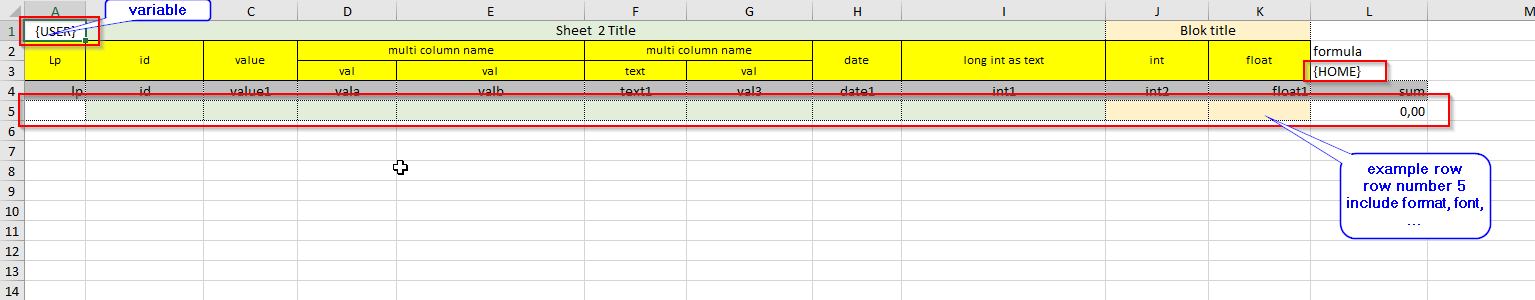 variable
A B C D E F G H I J K L M
1 {USER} Sheet 2 Title Blok title
2 Lp id value multi column name multi column name date long int as text int float formula
3 val val text val {HOME}
4 lp id value1 vala valb text1 val3 date1 int1 int2 float1 sum
5 0,00
6
7
8
9
10
11
12
13
14
example row
row number 5
include format, font,
...